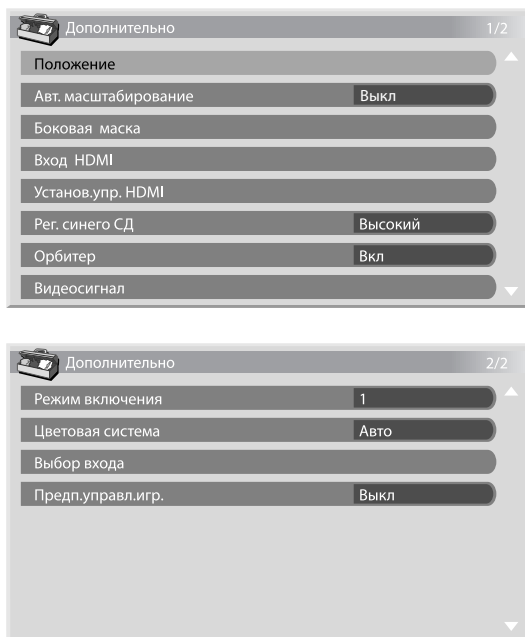 Дополнительно 1/2
Положение
Авт. масштабирование Выкл
Боковая маска
Вход HDMI
Установ.упр. HDMI
Рег. синего СД Высокий
Орбитер Вкл
Видеосигнал
Дополнительно 2/2
Режим включения 1
Цветовая система Авто
Выбор входа
Предп.управл.игр. Выкл